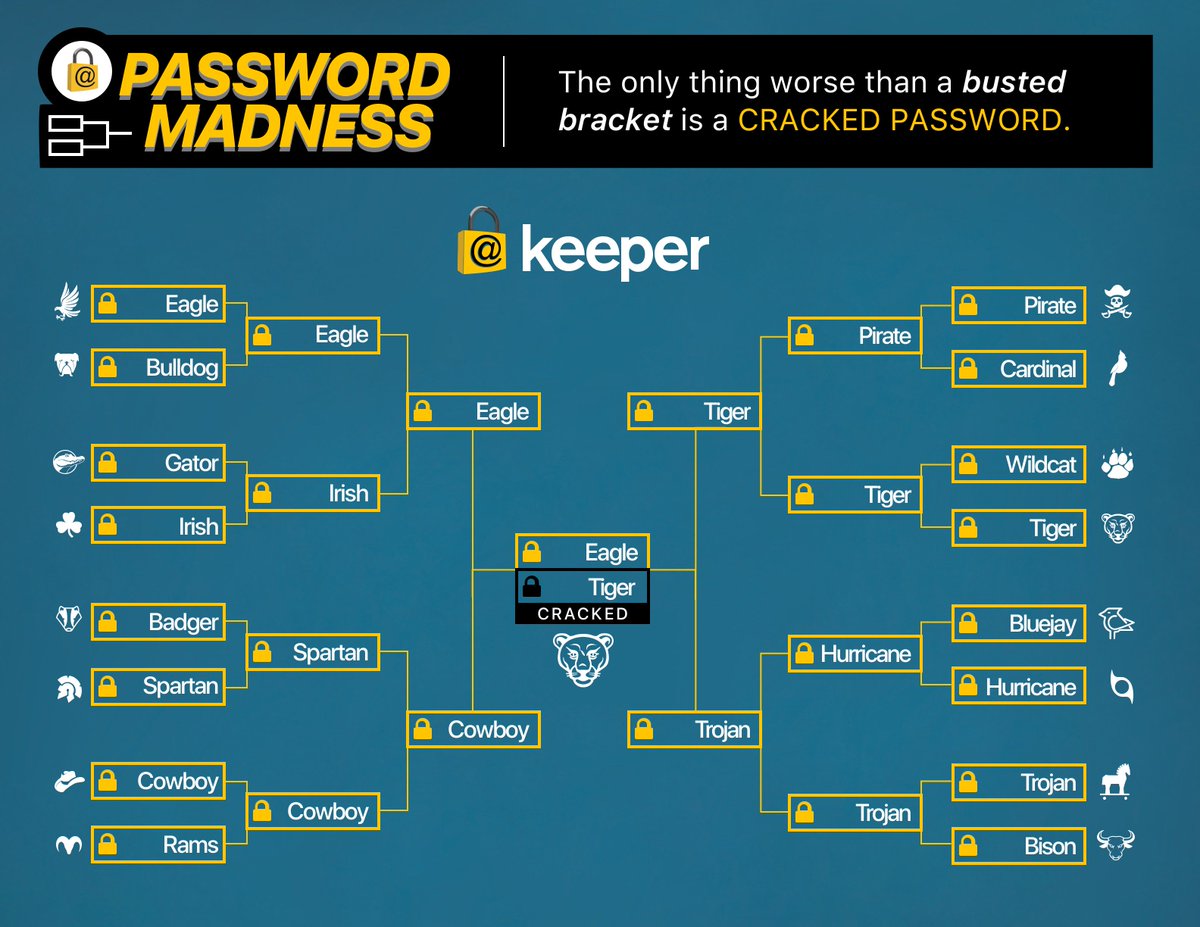 PASSWORD
MADNESS
The only thing worse than a busted
bracket is a CRACKED PASSWORD.
@ keeper
Eagle
Bulldog
Gator
Irish
Badger
Spartan
Cowboy
Rams
Eagle
Irish
Spartan
Cowboy
Eagle
Cowboy
Eagle
Tiger
CRACKED
Tiger
Trojan
Pirate
Tiger
Hurricane
Trojan
Pirate
Cardinal
Wildcat
Tiger
Bluejay
Hurricane
Trojan
Bison